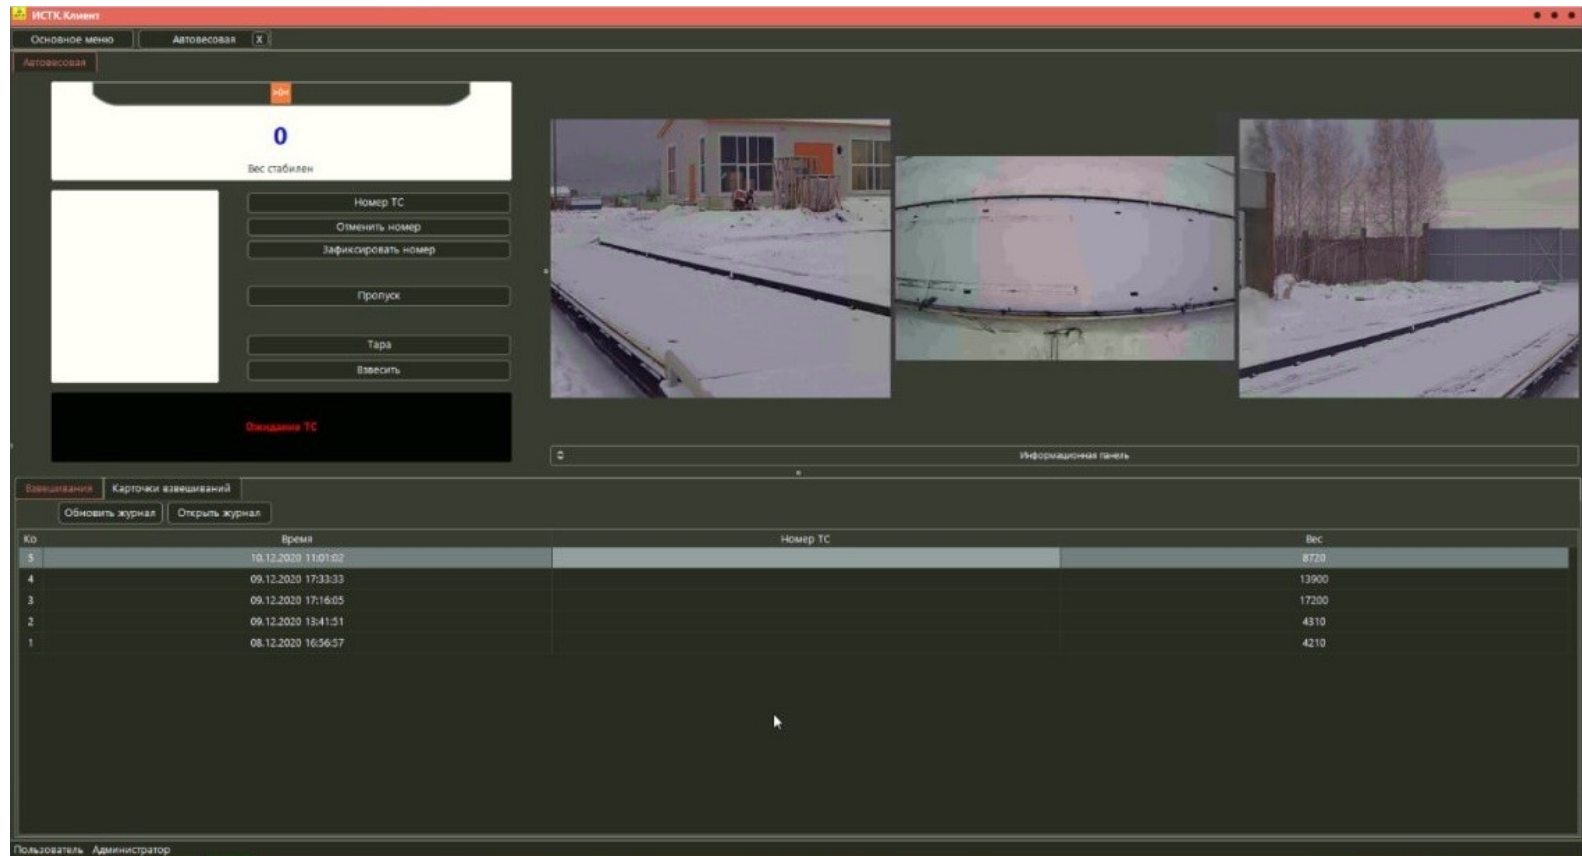 ИСТК.Клиент
Основное меню Автовесовая X
Автовесовая
>0<
0
Вес стабилен
Номер ТС
Отменить номер
Зафиксировать номер
Пропуск
Тара
Взвесить
Ожидание ТС
Информационная панель
Взвешивания Карточки взвешиваний
Обновить журнал Открыть журнал
Ко Время Номер ТС Вес
5 10.12.2020 11:01:02 8720
4 09.12.2020 17:33:33 13900
3 09.12.2020 17:16:05 17200
2 09.12.2020 13:41:51 4310
1 08.12.2020 16:56:57 4210
Пользователь Администратор